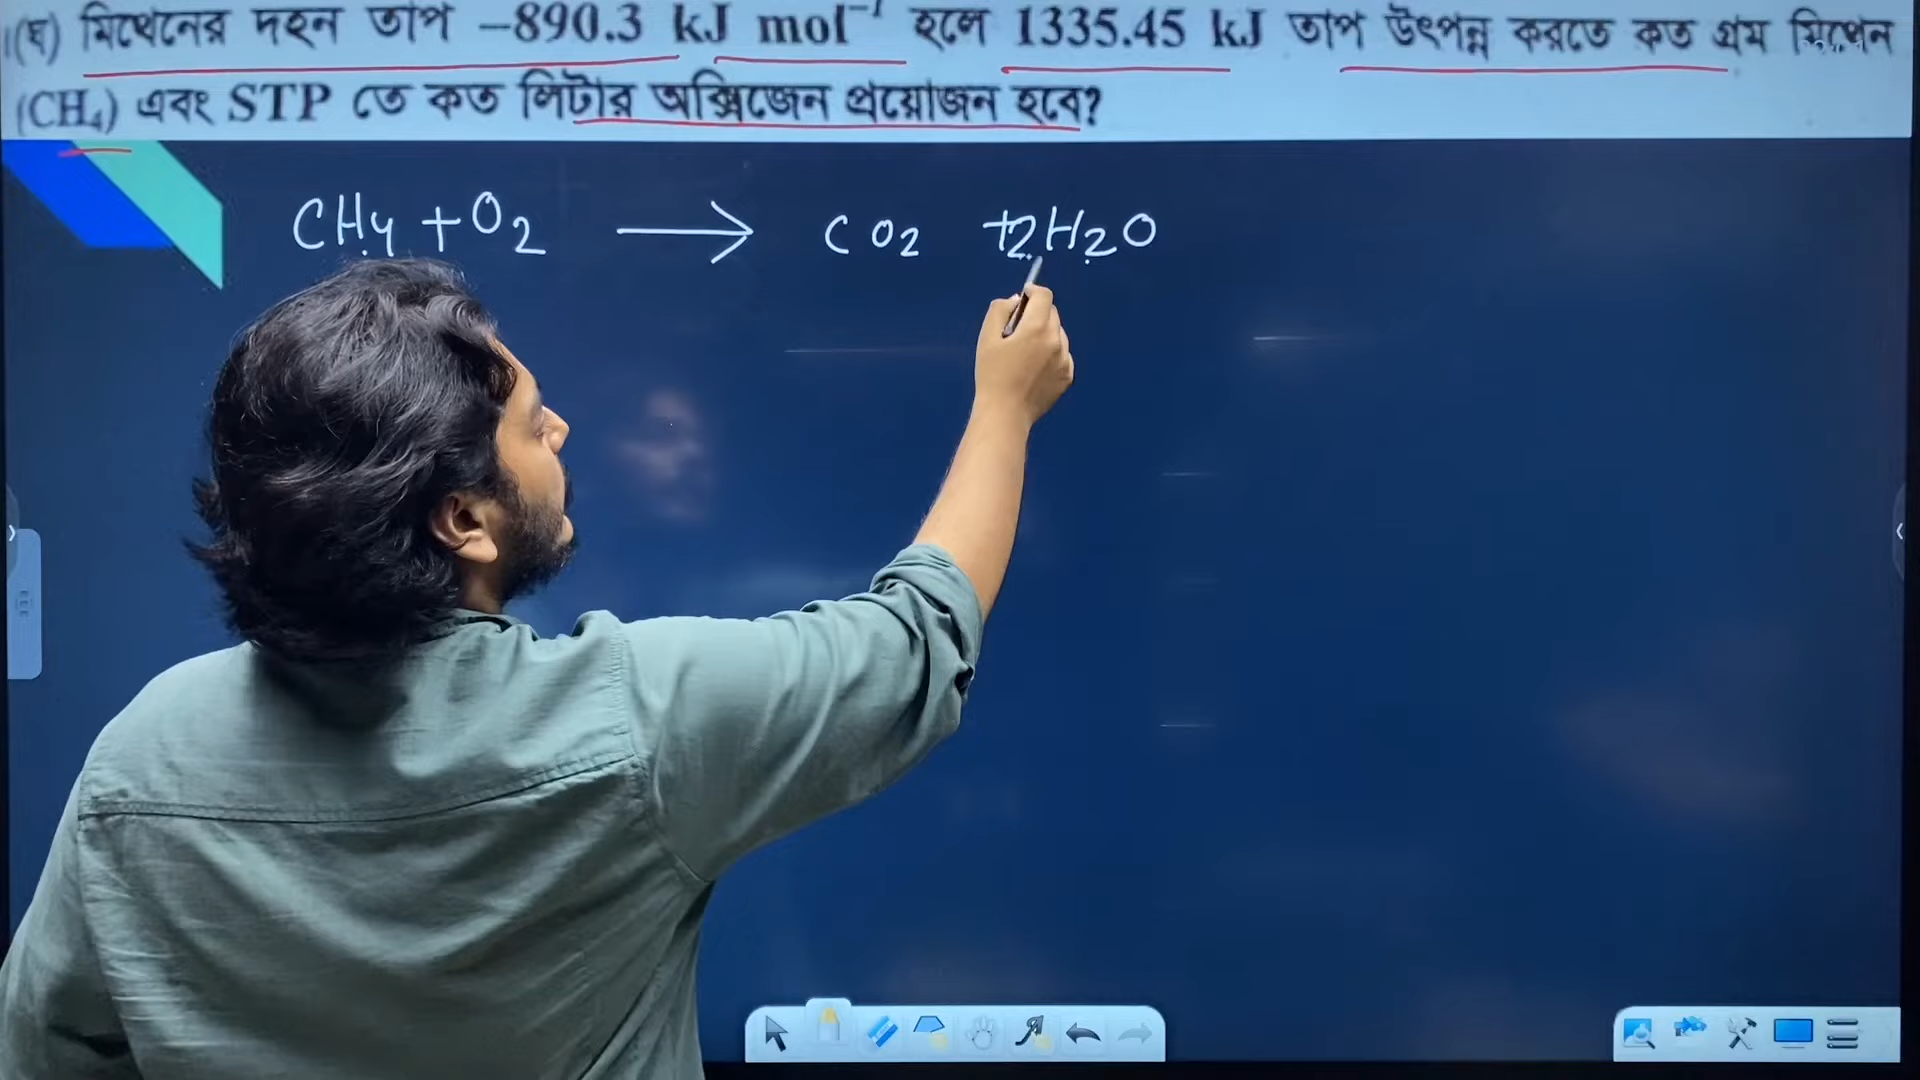 (ঘ) মিথেনের দহন তাপ −890.3 kJ mol⁻¹ হলে 1335.45 kJ তাপ উৎপন্ন করতে কত গ্রাম মিথেন
(CH₄) এবং STP তে কত লিটার অক্সিজেন প্রয়োজন হবে?
CH₄ + O₂ ⟶ CO₂ + 2H₂O